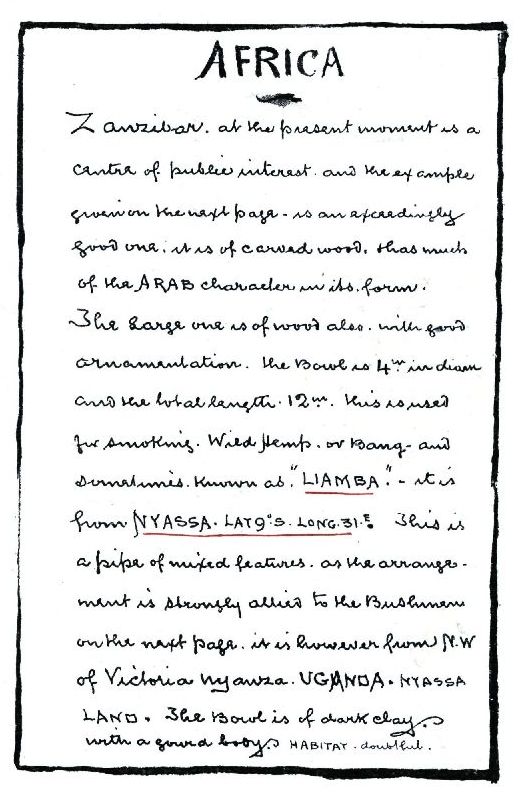 AFRICA
Zanzibar. at the present moment is a
centre of public interest. and the example
given on the next page - is an exceedingly
good one. it is of carved wood. & has much
of the ARAB character in its form.
The Large one is of wood also. with good
ornamentation. the Bowl is 4in in diam
and the total length. 12in. this is used
for smoking. Wild Hemp. or Bang - and
sometimes. known as. "LIAMBA". - it is
from NYASSA. LAT 9°S. LONG. 31.E. This is
a pipe of mixed features. as the arrange-
ment is strongly allied to the Bushmen
on the next page. it is however from N.W
of Victoria Nyanza. UGANDA. NYASSA
LAND. The Bowl is of dark clay.
with a gourd body. HABITAT. doubtful.